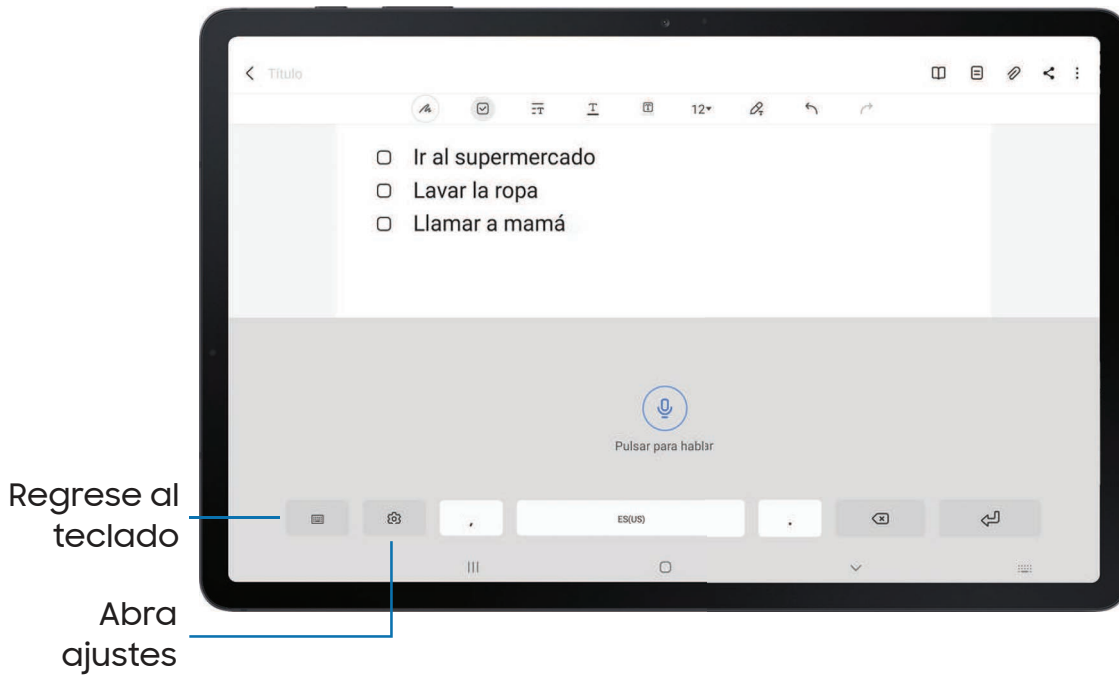 Título
12
Ir al supermercado
Lavar la ropa
Llamar a mamá
Pulsar para hablar
Regrese al
teclado
,
ES(US)
.
Abra
ajustes